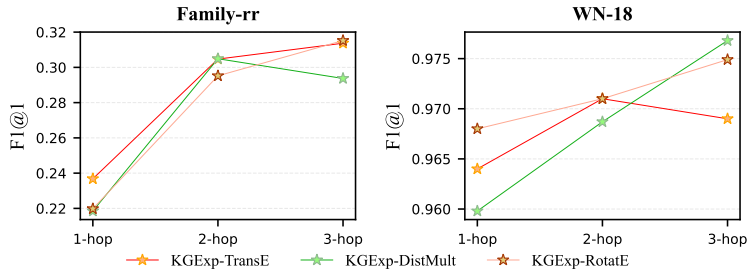 Family-rr
F1@1
0.32
0.30
0.28
0.26
0.24
0.22
1-hop 2-hop 3-hop
WN-18
F1@1
0.975
0.970
0.965
0.960
1-hop 2-hop 3-hop
KGExp-TransE KGExp-DistMult KGExp-RotatE